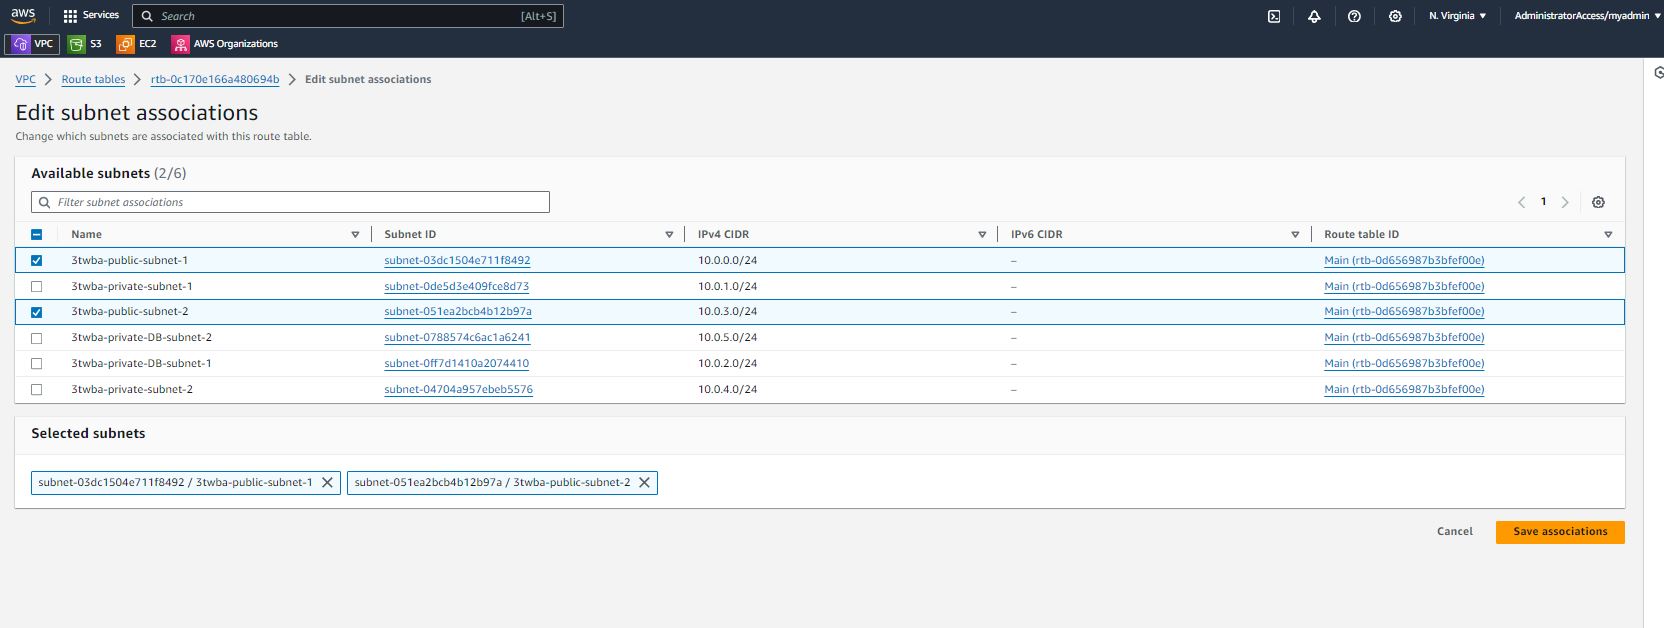 aws Services Search [Alt+S] N. Virginia AdministratorAccess/myadmin
VPC S3 EC2 AWS Organizations
VPC Route tables rtb-0c170e166a480694b Edit subnet associations
Edit subnet associations
Change which subnets are associated with this route table.
Available subnets (2/6)
Filter subnet associations 1
Name Subnet ID IPv4 CIDR IPv6 CIDR Route table ID
3twba-public-subnet-1 subnet-03dc1504e711f8492 10.0.0.0/24 – Main (rtb-0d656987b3bfef00e)
3twba-private-subnet-1 subnet-0de5d3e409fce8d73 10.0.1.0/24 – Main (rtb-0d656987b3bfef00e)
3twba-public-subnet-2 subnet-051ea2bcb4b12b97a 10.0.3.0/24 – Main (rtb-0d656987b3bfef00e)
3twba-private-DB-subnet-2 subnet-0788574c6ac1a6241 10.0.5.0/24 – Main (rtb-0d656987b3bfef00e)
3twba-private-DB-subnet-1 subnet-0ff7d1410a2074410 10.0.2.0/24 – Main (rtb-0d656987b3bfef00e)
3twba-private-subnet-2 subnet-04704a957ebeb5576 10.0.4.0/24 – Main (rtb-0d656987b3bfef00e)
Selected subnets
subnet-03dc1504e711f8492 / 3twba-public-subnet-1 subnet-051ea2bcb4b12b97a / 3twba-public-subnet-2
Cancel Save associations